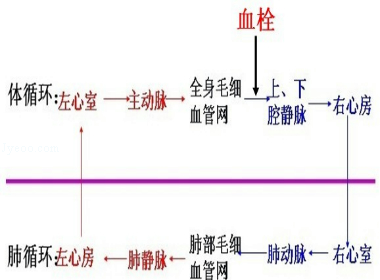 血栓
体循环:左心室 主动脉 全身毛细血管网 上、下腔静脉 右心房
肺循环:左心房 肺静脉 肺部毛细血管网 肺动脉 右心室